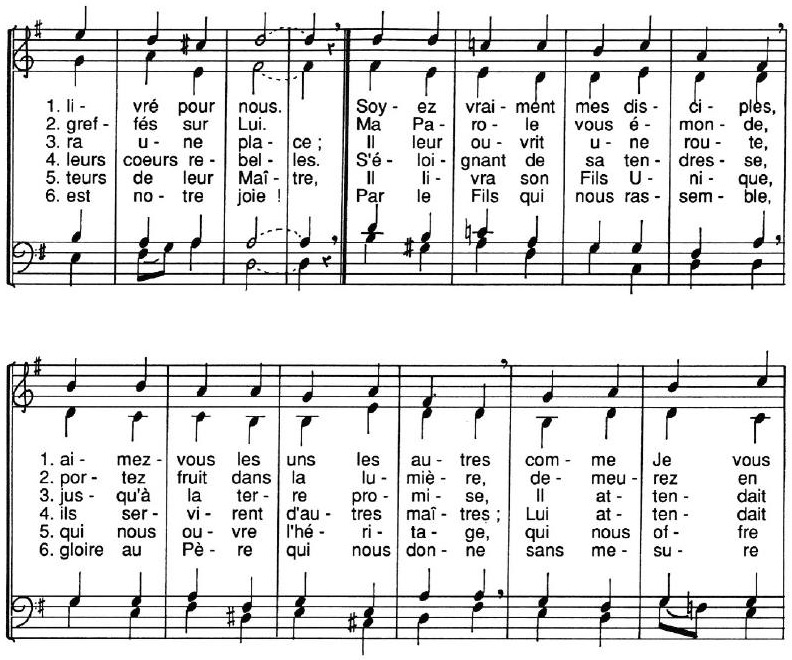 1. li - vré pour nous. Soy - ez vrai - ment mes dis - ci - ples,
2. gref - fés sur Lui. Ma Pa - ro - le vous é - mon - de,
3. ra u - ne pla - ce ; Il leur ou - vrit u - ne rou - te,
4. leurs coeurs re - bel - les. S'é - loi - gnant de sa ten - dres - se,
5. teurs de leur Maî - tre, Il li - vra son Fils U - ni - que,
6. est no - tre joie ! Par le Fils qui nous ras - sem - ble,
1. ai - mez - vous les uns les au - tres com - me Je vous
2. por - tez fruit dans la lu - miè - re, de - meu - rez en
3. jus - qu'à la ter - re pro - mi - se, Il at - ten - dait
4. ils ser - vi - rent d'au - tres maî - tres ; Lui at - ten - dait
5. qui nous ou - vre l'hé - ri - ta - ge, qui nous of - fre
6. gloire au Pè - re qui nous don - ne sans me - su - re